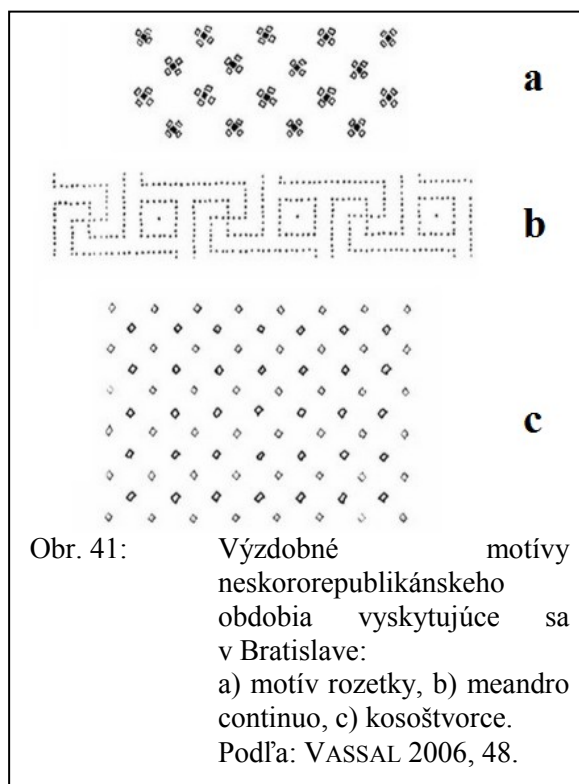 a
b
c
Obr. 41: Výzdobné motívy
neskororepublikánskeho
obdobia vyskytujúce sa
v Bratislave:
a) motív rozetky, b) meandro
continuo, c) kosoštvorce.
Podľa: VASSAL 2006, 48.